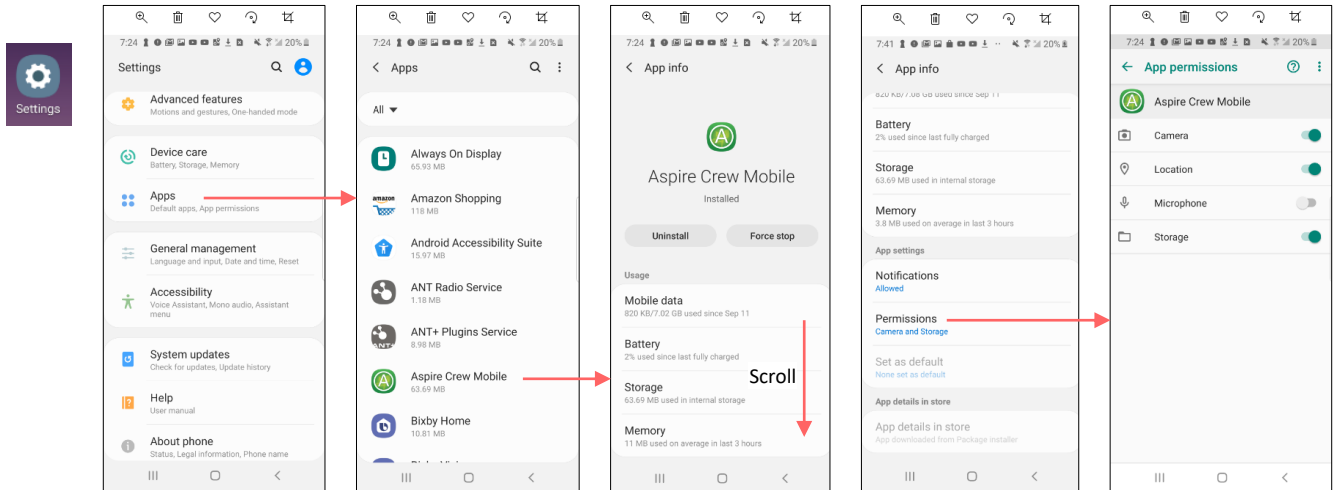 Settings
7:24 20%
Settings
Advanced features
Motions and gestures, One-handed mode
Device care
Battery, Storage, Memory
Apps
Default apps, App permissions
General management
Language and input, Date and time, Reset
Accessibility
Voice Assistant, Mono audio, Assistant
menu
System updates
Check for updates, Update history
Help
User manual
About phone
Status, Legal information, Phone name
7:24 20%
Apps
All
Always On Display
65.93 MB
amazon
Amazon Shopping
118 MB
Android Accessibility Suite
15.97 MB
ANT Radio Service
1.18 MB
ANT+
ANT+ Plugins Service
8.98 MB
Aspire Crew Mobile
63.69 MB
Bixby Home
10.81 MB
7:24 20%
App info
Aspire Crew Mobile
Installed
Uninstall Force stop
Usage
Mobile data
820 KB/7.02 GB used since Sep 11
Battery
2% used since last fully charged
Storage
63.69 MB used in internal storage
Memory
11 MB used on average in last 3 hours
Scroll
7:41 20%
App info
820 KB/7.08 GB used since Sep 11
Battery
2% used since last fully charged
Storage
63.69 MB used in internal storage
Memory
3.8 MB used on average in last 3 hours
App settings
Notifications
Allowed
Permissions
Camera and Storage
Set as default
None set as default
App details in store
App details in store
App downloaded from Package installer
7:24 20%
App permissions
Aspire Crew Mobile
Camera
Location
Microphone
Storage